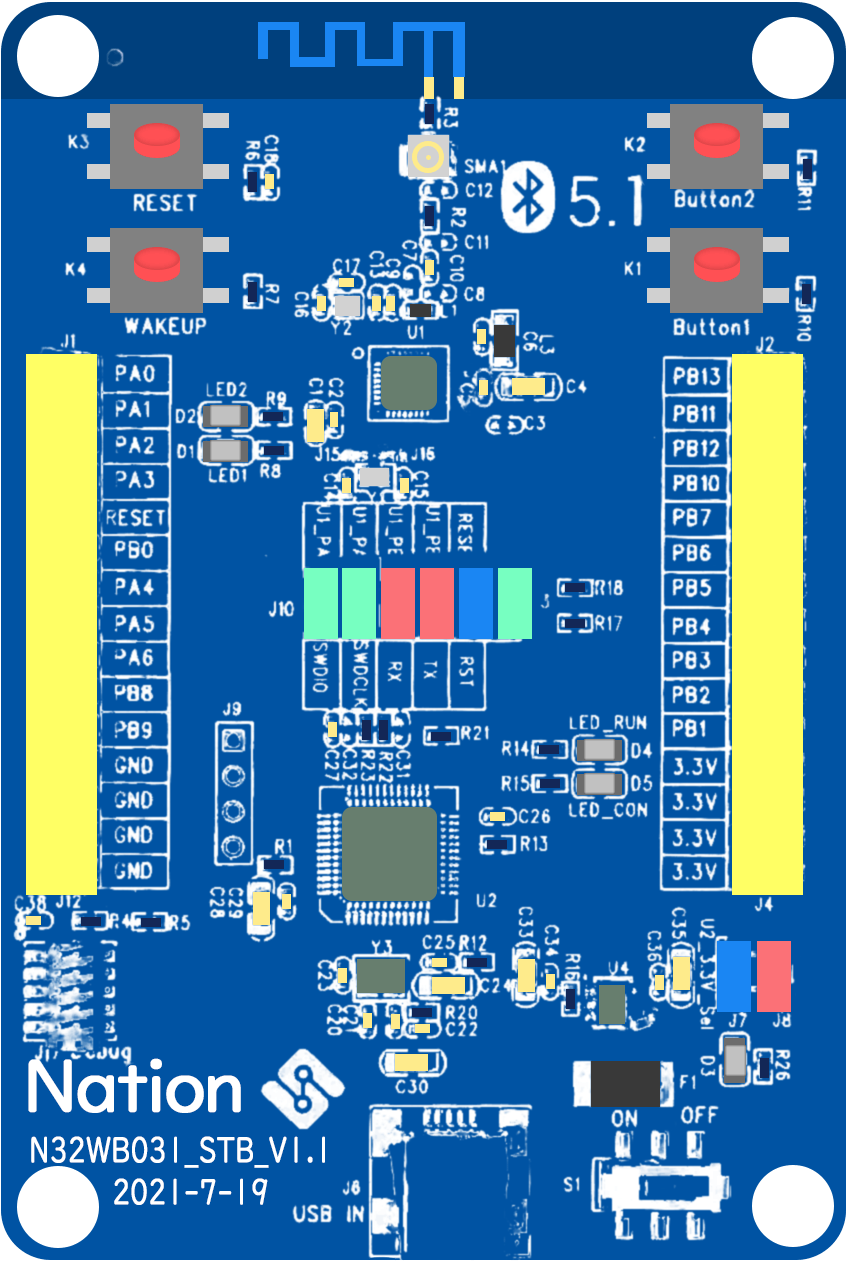 R3
K3
C18
R6
SMA1
K2
C12
R11
RESET
R2
5.1
Button2
C11
K4
C17
C13
C9
C7
C10
K1
R7
C16
C8
R10
WAKEUP
Y2
U1
Button1
J1
C6
L3
J2
PA0
LED2
PB13
PA1
D2
R9
C1
C2
C4
PB11
PA2
D1
LED1
R8
C3
PB12
PA3
J15
J16
PB10
C14
C15
RESET
U1_PA
U1_PA
U1_PB
U1_PB
RESE
PB7
PB0
PB6
PA4
R18
PB5
J10
3
PA5
R17
PB4
PA6
SWDIO
SWDCLK
RX
TX
RST
PB3
PB8
PB2
PB9
J9
C27
C32
R23
R22
C31
R21
LED_RUN
PB1
GND
R14
D4
3.3V
GND
R15
D5
LED_CON
3.3V
GND
C26
3.3V
GND
R1
R13
3.3V
C38
J12
C28
C29
U2
J4
R4
R5
Y3
C25
R12
C33
C34
C35
C36
U2_3.3V_Sel
C23
C24
R16
U4
C20
C21
R20
C22
J7
J8
Nation
C30
F1
D3
R26
ON
OFF
N32WB031_STB_V1.1
2021-7-19
J6
USB IN
S1